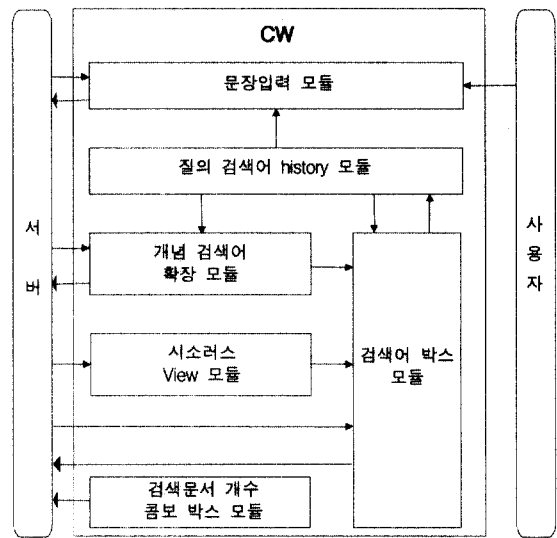 CW
문장입력 모듈
질의 검색어 history 모듈
서
버
개념 검색어
확장 모듈
시소러스
View 모듈
검색어 박스
모듈
검색문서 개수
콤보 박스 모듈
사
용
자